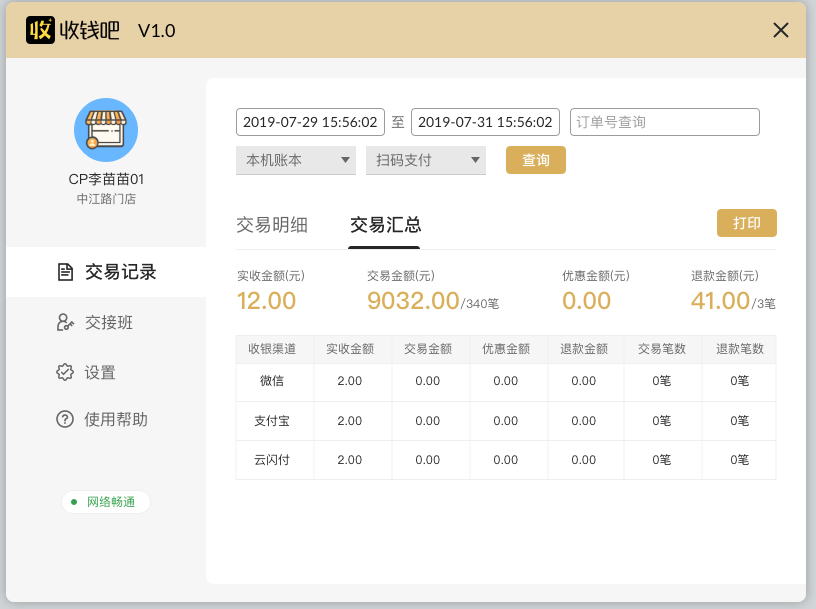 收 收钱吧 V1.0
CP李苗苗01
中江路门店
交易记录
交接班
设置
使用帮助
网络畅通
2019-07-29 15:56:02 至 2019-07-31 15:56:02 订单号查询
本机账本 扫码支付 查询
交易明细 交易汇总 打印
实收金额(元) 交易金额(元) 优惠金额(元) 退款金额(元)
12.00 9032.00/340笔 0.00 41.00/3笔
收银渠道 实收金额 交易金额 优惠金额 退款金额 交易笔数 退款笔数
微信 2.00 0.00 0.00 0.00 0笔 0笔
支付宝 2.00 0.00 0.00 0.00 0笔 0笔
云闪付 2.00 0.00 0.00 0.00 0笔 0笔